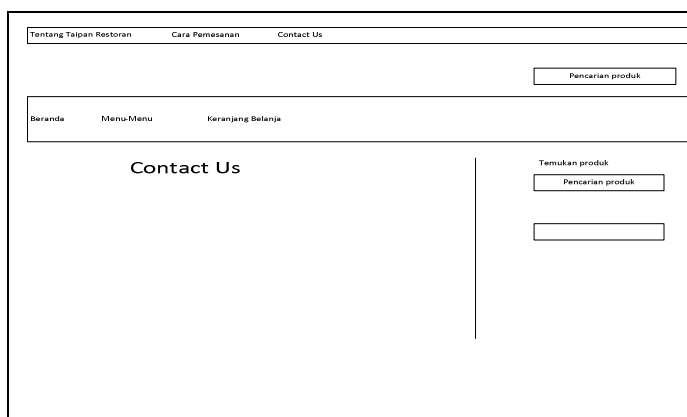 Tentang Taipan Restoran Cara Pemesanan Contact Us
Pencarian produk
Beranda Menu-Menu Keranjang Belanja
Contact Us
Temukan produk
Pencarian produk